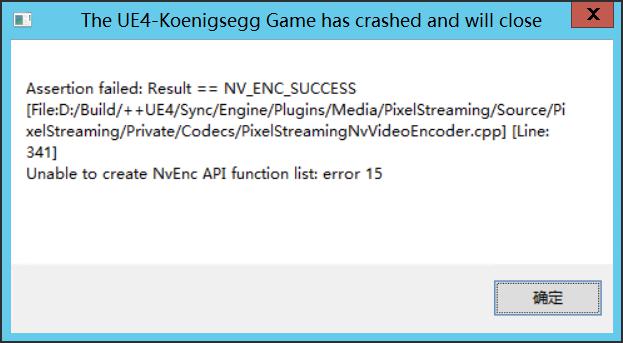 The UE4-Koenigsegg Game has crashed and will close
X
Assertion failed: Result == NV_ENC_SUCCESS
[File:D:/Build/++UE4/Sync/Engine/Plugins/Media/PixelStreaming/Source/Pi
xelStreaming/Private/Codecs/PixelStreamingNvVideoEncoder.cpp] [Line:
341]
Unable to create NvEnc API function list: error 15
确定